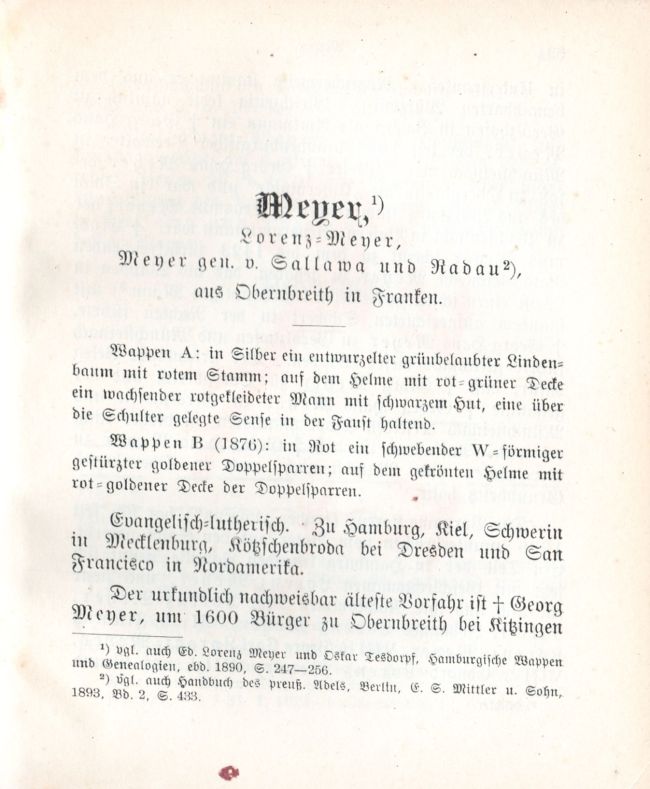 Meyer,¹)
Lorenz=Meyer,
Meyer gen. v. Sallawa und Radau²),
aus Obernbreith in Franken.
Wappen A: in Silber ein entwurzelter grünbelaubter Linden=
baum mit rotem Stamm; auf dem Helme mit rot=grüner Decke
ein wachsender rotgekleideter Mann mit schwarzem Hut, eine über
die Schulter gelegte Sense in der Faust haltend.
Wappen B (1876): in Rot ein schwebender W=förmiger
gestürzter goldener Doppelsparren; auf dem gekrönten Helme mit
rot=goldener Decke der Doppelsparren.
Evangelisch=lutherisch. Zu Hamburg, Kiel, Schwerin
in Mecklenburg, Kötzschenbroda bei Dresden und San
Francisco in Nordamerika.
Der urkundlich nachweisbar älteste Vorfahr ist † Georg
Meyer, um 1600 Bürger zu Obernbreith bei Kitzingen
¹) vgl. auch Ed. Lorenz Meyer und Oskar Tesdorpf, Hamburgische Wappen
und Genealogien, ebd. 1890, S. 247—256.
²) vgl. auch Handbuch des preuß. Adels, Berlin, E. S. Mittler u. Sohn,
1893, Bd. 2, S. 433.